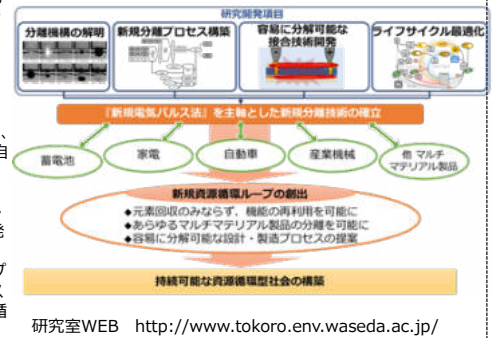 研究開発項目
分離機構の解明
新規分離プロセス構築
容易に分解可能な
接合技術開発
ライフサイクル最適化
『新規電気パルス法』を主軸とした新規分離技術の確立
蓄電池
家電
自動車
産業機械
他 マルチ
マテリアル製品
新規資源循環ループの創出
◆元素回収のみならず、機能の再利用を可能に
◆あらゆるマルチマテリアル製品の分離を可能に
◆容易に分解可能な設計・製造プロセスの提案
持続可能な資源循環型社会の構築
研究室WEB http://www.tokoro.env.waseda.ac.jp/